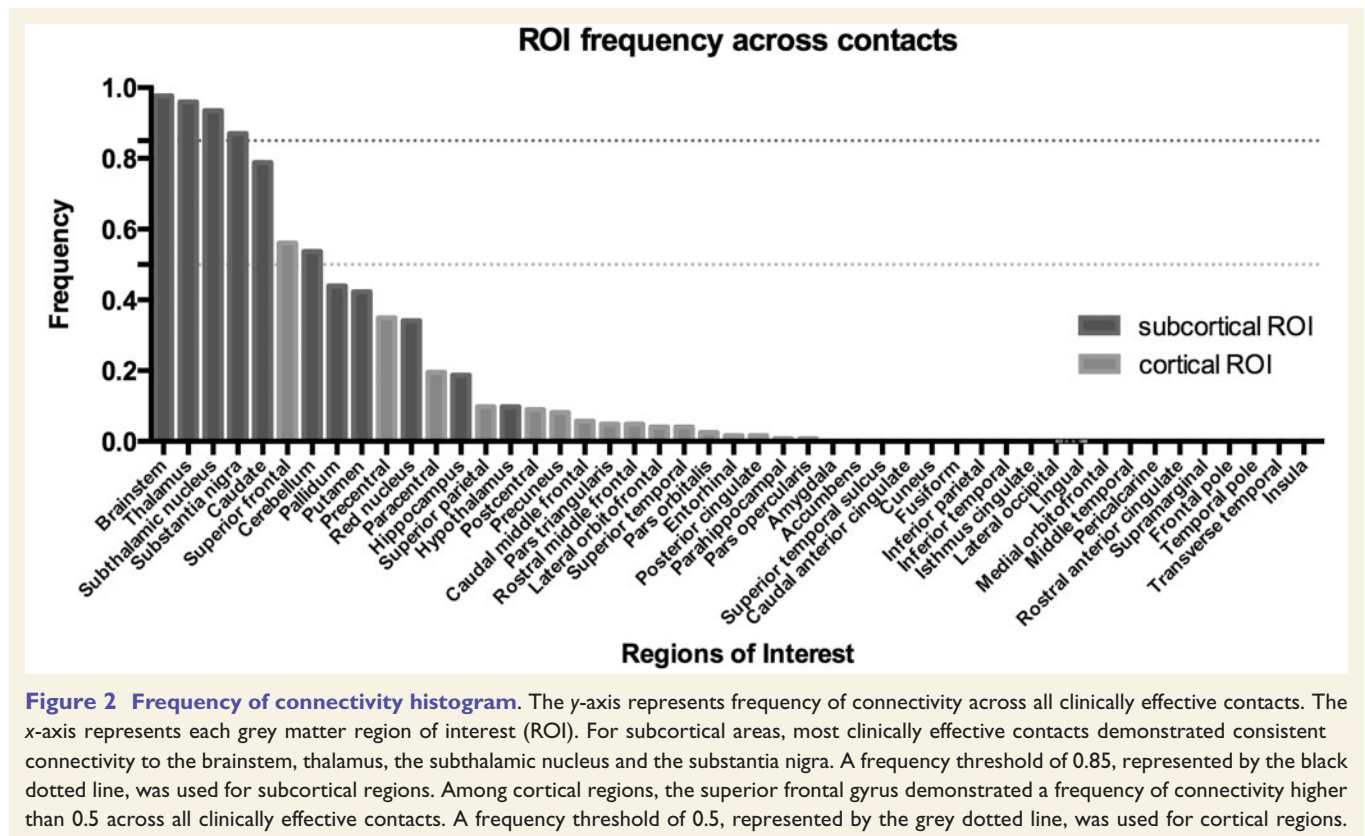 ROI frequency across contacts
1.0
0.8
0.6
0.4
0.2
0.0
Frequency
subcortical ROI
cortical ROI
Brainstem
Thalamus
Subthalamic nucleus
Substantia nigra
Caudate
Superior frontal
Cerebellum
Pallidum
Putamen
Precentral
Red nucleus
Paracentral
Hippocampus
Superior parietal
Hypothalamus
Postcentral
Precuneus
Caudal middle frontal
Pars triangularis
Rostral middle frontal
Lateral orbitofrontal
Superior temporal
Pars orbitalis
Entorhinal
Posterior cingulate
Parahippocampal
Pars opercularis
Amygdala
Accumbens
Superior temporal sulcus
Caudal anterior cingulate
Cuneus
Fusiform
Inferior parietal
Inferior temporal
Isthmus cingulate
Lateral occipital
Lingual
Medial orbitofrontal
Middle temporal
Pericalicarine
Rostral anterior cingulate
Supramarginal
Frontal pole
Temporal pole
Transverse temporal
Insula
Regions of Interest
Figure 2 Frequency of connectivity histogram. The y-axis represents frequency of connectivity across all clinically effective contacts. The
x-axis represents each grey matter region of interest (ROI). For subcortical areas, most clinically effective contacts demonstrated consistent
connectivity to the brainstem, thalamus, the subthalamic nucleus and the substantia nigra. A frequency threshold of 0.85, represented by the black
dotted line, was used for subcortical regions. Among cortical regions, the superior frontal gyrus demonstrated a frequency of connectivity higher
than 0.5 across all clinically effective contacts. A frequency threshold of 0.5, represented by the grey dotted line, was used for cortical regions.